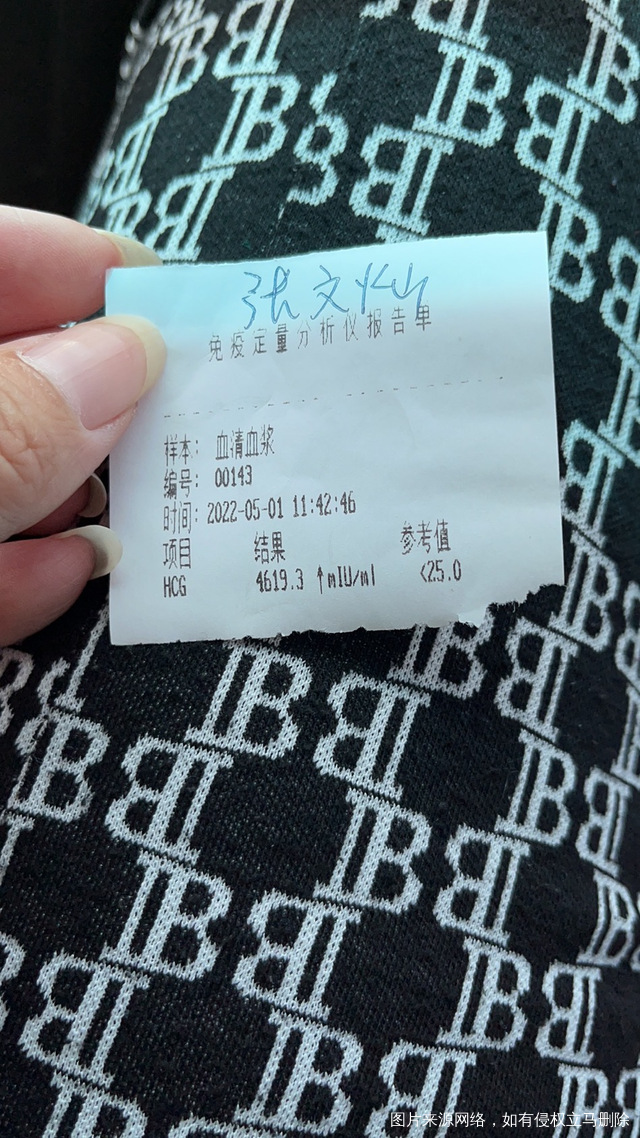 张文灿
免疫定量分析仪报告单
样本: 血清血浆
编号: 00143
时间: 2022-05-01 11:42:46
项目 结果 参考值
HCG 4619.3 ↑mIU/ml <25.0
图片来源网络，如有侵权立马删除